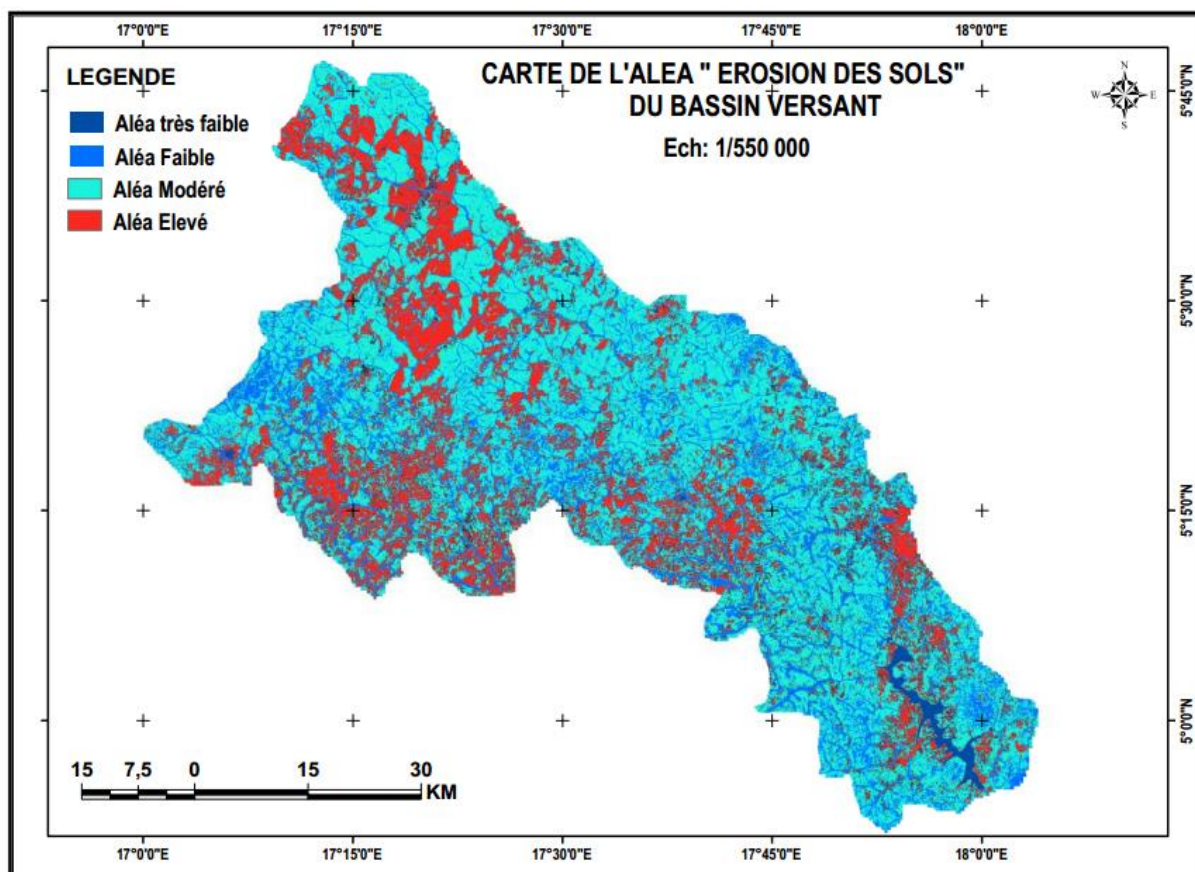 17°0'0"E 17°15'0"E 17°30'0"E 17°45'0"E 18°0'0"E
LEGENDE
Aléa très faible
Aléa Faible
Aléa Modéré
Aléa Elevé
CARTE DE L'ALEA " EROSION DES SOLS"
DU BASSIN VERSANT
Ech: 1/550 000
N
W E
S
5°45'0"N
5°30'0"N
5°15'0"N
5°0'0"N
15 7,5 0 15 30
KM
17°0'0"E 17°15'0"E 17°30'0"E 17°45'0"E 18°0'0"E